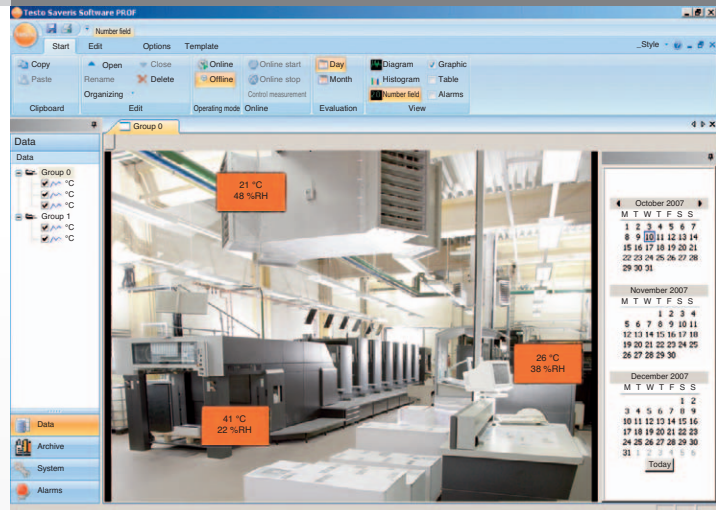 Testo Saveris Software PROF
Number field
Start Edit Options Template _Style
Copy
Paste
Clipboard
Open Close
Rename Delete
Organizing
Edit
Online
Offline
Operating mode
Online start
Online stop
Control measurement
Online
Day
Month
Evaluation
Diagram Graphic
Histogram Table
Number field Alarms
View
Group 0
Data
Data
Group 0
°C
°C
°C
Group 1
°C
°C
Data
Archive
System
Alarms
21 °C
48 %RH
26 °C
38 %RH
41 °C
22 %RH
October 2007
M T W T F S S
1 2 3 4 5 6 7
8 9 10 11 12 13 14
15 16 17 18 19 20 21
22 23 24 25 26 27 28
29 30 31
November 2007
M T W T F S S
1 2 3 4
5 6 7 8 9 10 11
12 13 14 15 16 17 18
19 20 21 22 23 24 25
26 27 28 29 30
December 2007
M T W T F S S
1 2
3 4 5 6 7 8 9
10 11 12 13 14 15 16
17 18 19 20 21 22 23
24 25 26 27 28 29 30
31 1 2 3 4 5 6
Today